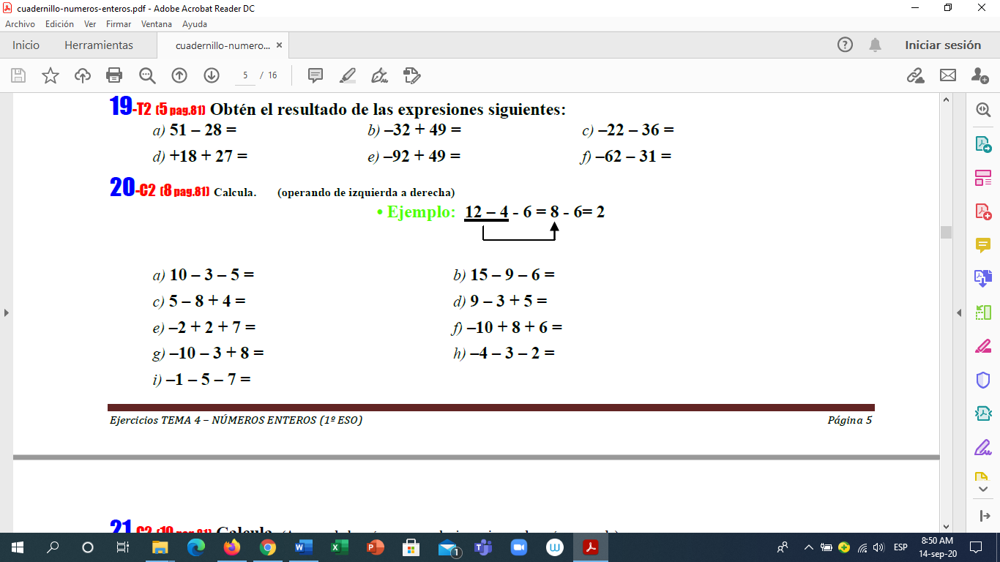 cuadernillo-numeros-enteros.pdf - Adobe Acrobat Reader DC
Archivo Edición Ver Firmar Ventana Ayuda
Inicio Herramientas cuadernillo-numero... × Iniciar sesión
5 / 16
19-T2 (5 pag.81) Obtén el resultado de las expresiones siguientes:
a) 51 – 28 = b) –32 + 49 = c) –22 – 36 =
d) +18 + 27 = e) –92 + 49 = f) –62 – 31 =
20-C2 (8 pag.81) Calcula. (operando de izquierda a derecha)
• Ejemplo: 12 – 4 - 6 = 8 - 6= 2
a) 10 – 3 – 5 = b) 15 – 9 – 6 =
c) 5 – 8 + 4 = d) 9 – 3 + 5 =
e) –2 + 2 + 7 = f) –10 + 8 + 6 =
g) –10 – 3 + 8 = h) –4 – 3 – 2 =
i) –1 – 5 – 7 =
Ejercicios TEMA 4 – NÚMEROS ENTEROS (1º ESO) Página 5
21-C2 Calcula.
ESP 8:50 AM
14-sep-20